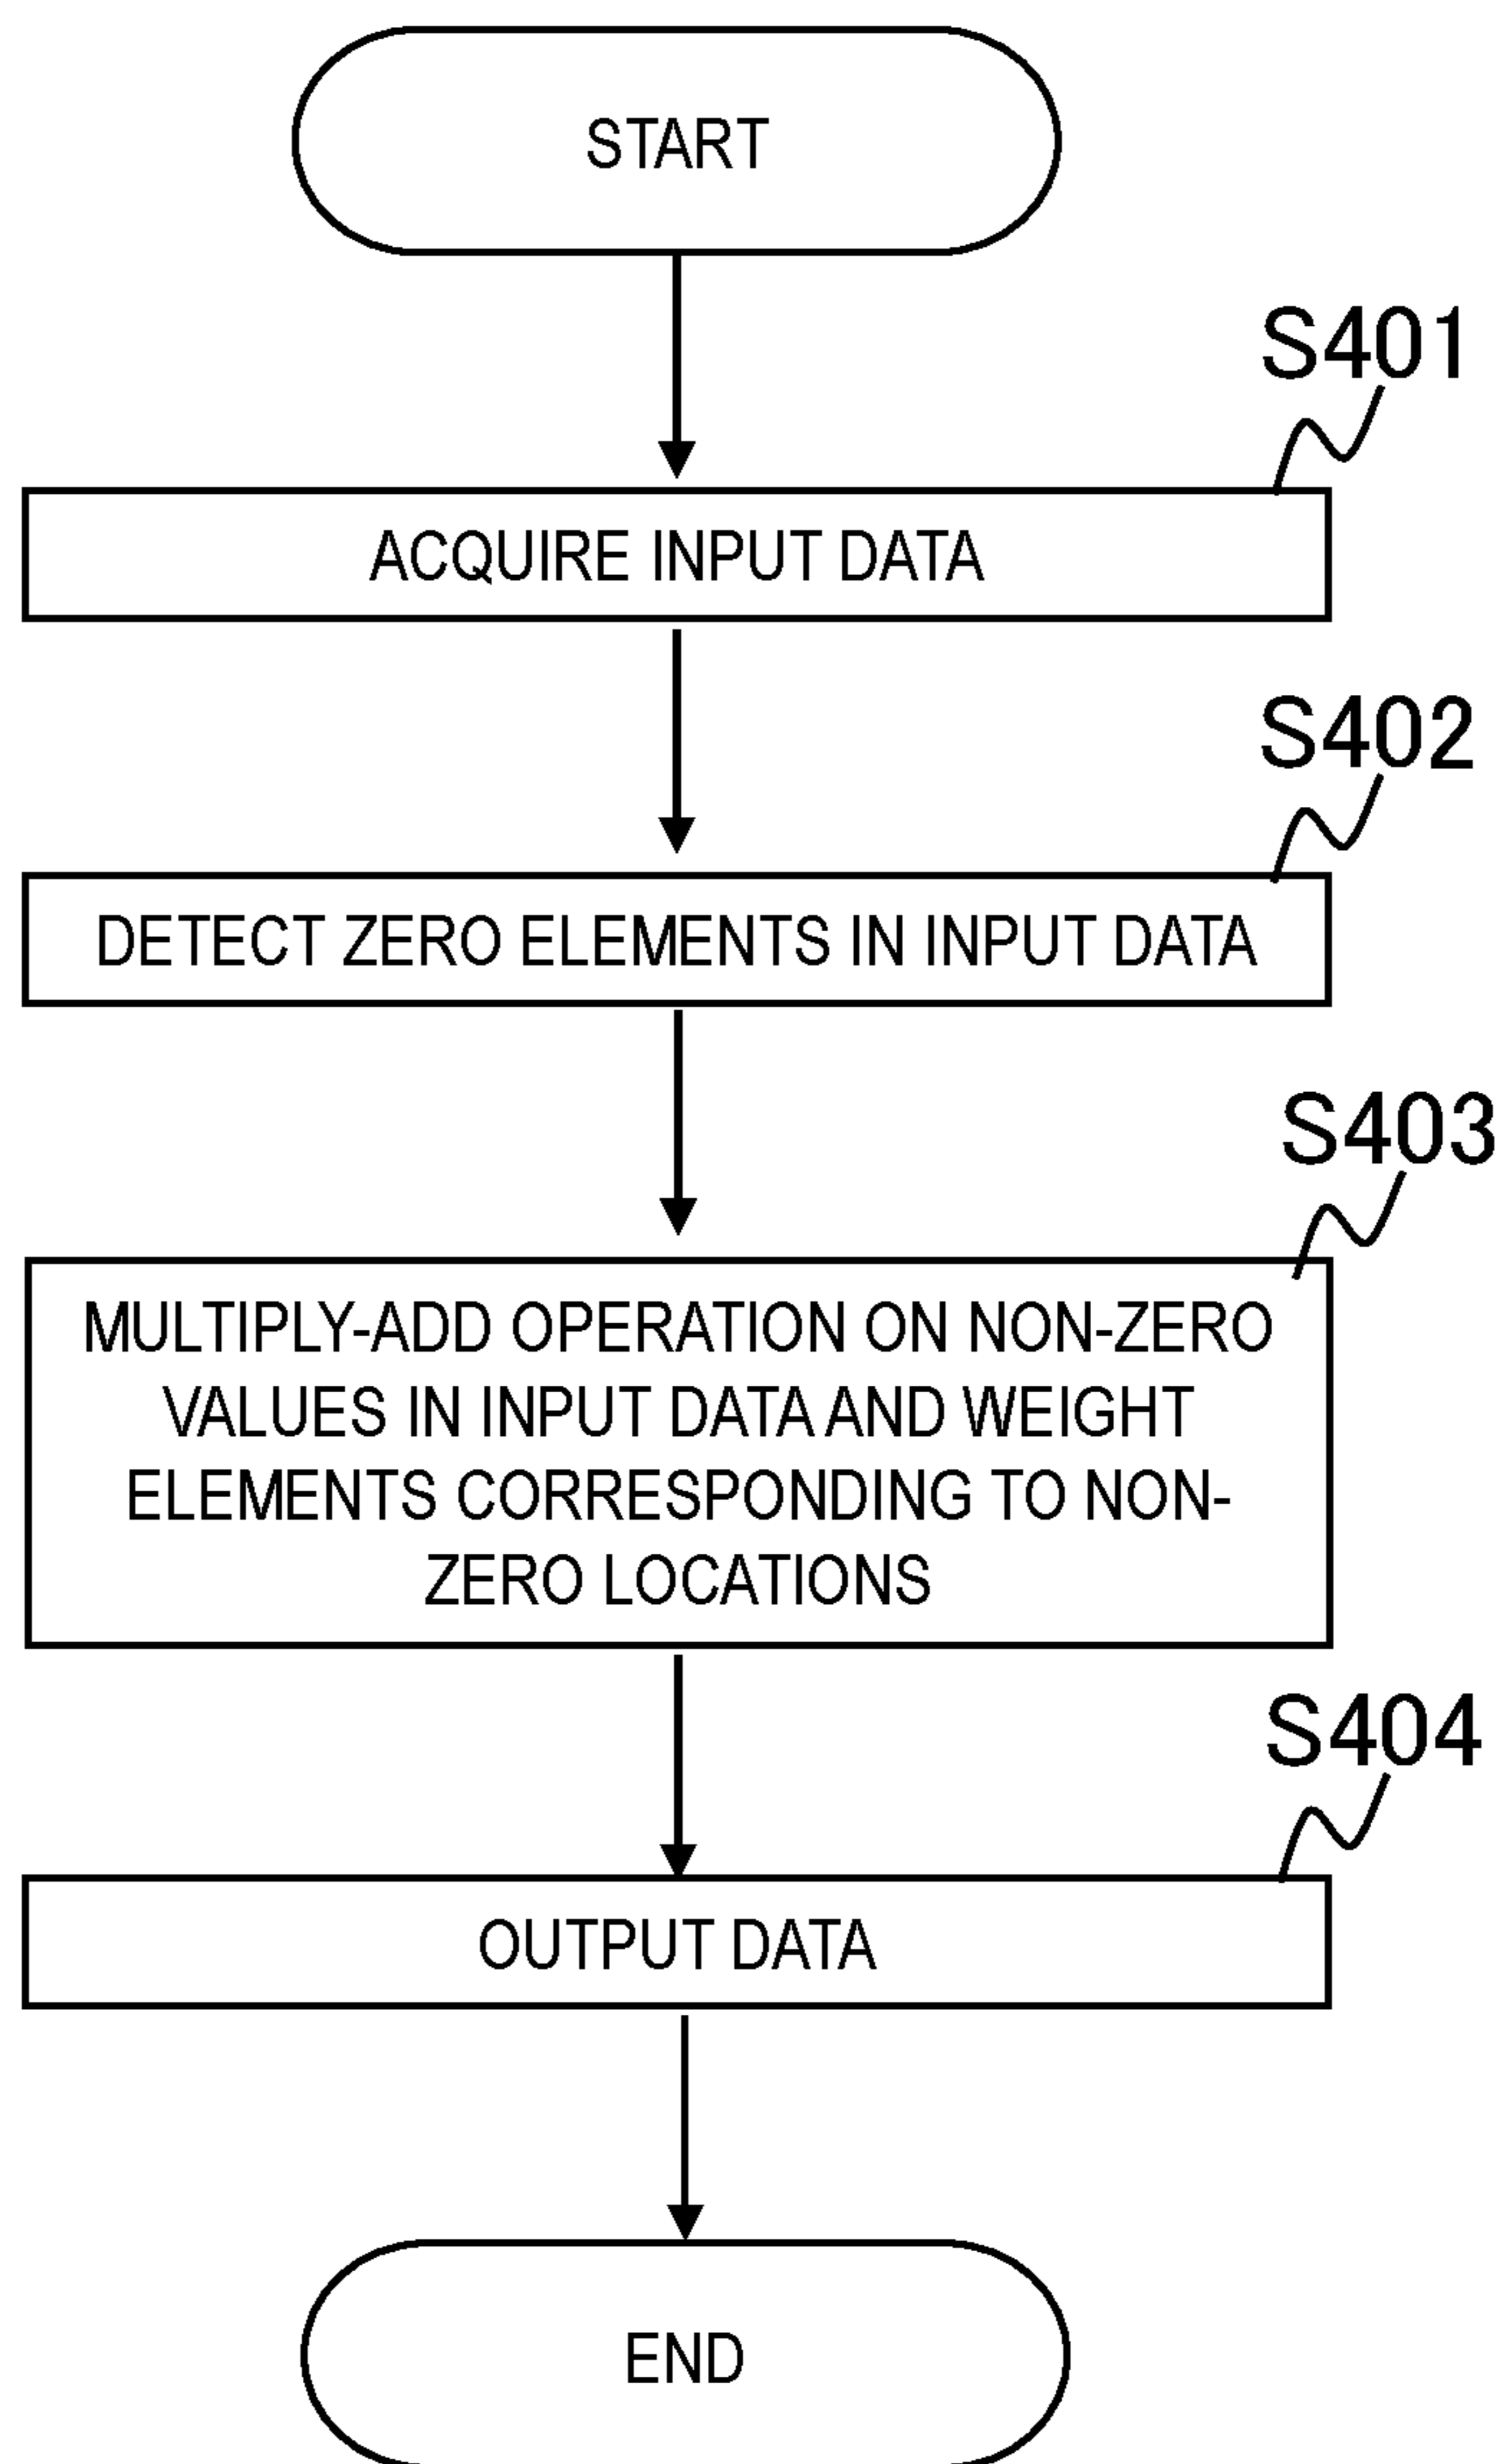 START
S401
ACQUIRE INPUT DATA
S402
DETECT ZERO ELEMENTS IN INPUT DATA
S403
MULTIPLY-ADD OPERATION ON NON-ZERO
VALUES IN INPUT DATA AND WEIGHT
ELEMENTS CORRESPONDING TO NON-
ZERO LOCATIONS
S404
OUTPUT DATA
END